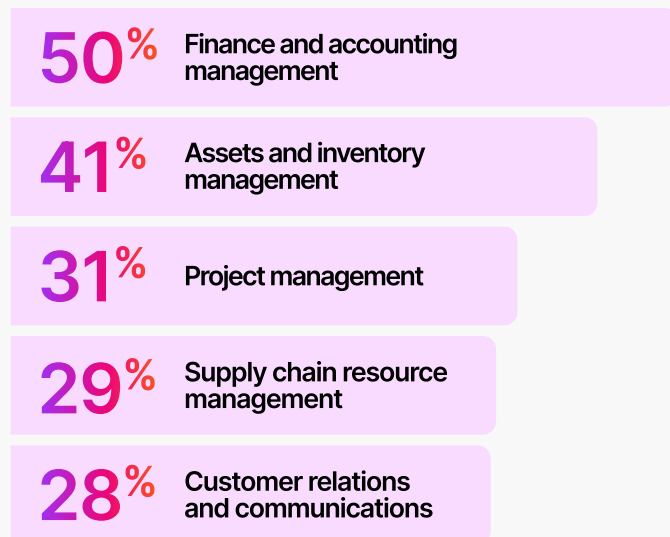 50%
Finance and accounting
management
41%
Assets and inventory
management
31%
Project management
29%
Supply chain resource
management
28%
Customer relations
and communications